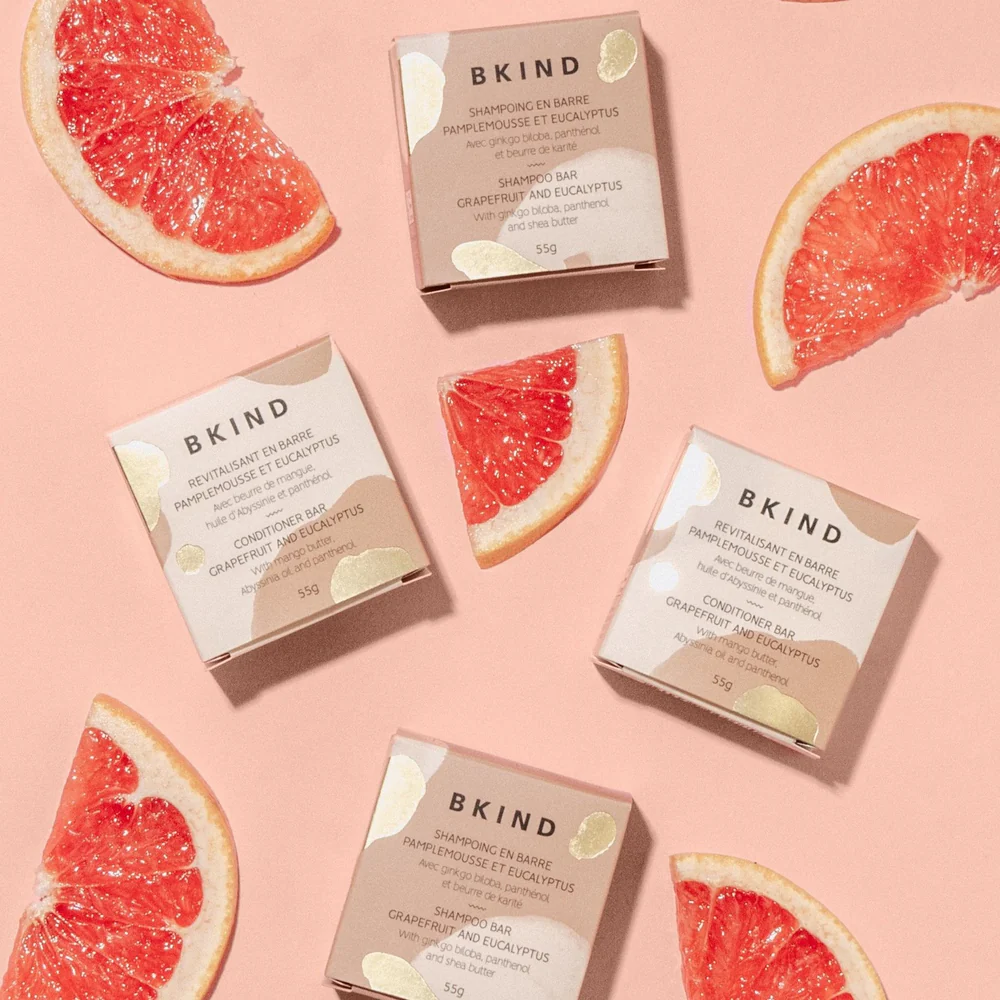 BKIND
SHAMPOING EN BARRE
PAMPLEMOUSSE ET EUCALYPTUS
Avec ginkgo biloba, panthénol
et beurre de karité
SHAMPOO BAR
GRAPEFRUIT AND EUCALYPTUS
With ginkgo biloba, panthenol
and shea butter
55g
BKIND
REVITALISANT EN BARRE
PAMPLEMOUSSE ET EUCALYPTUS
Avec beurre de mangue,
huile d'Abyssinie et panthénol
CONDITIONER BAR
GRAPEFRUIT AND EUCALYPTUS
With mango butter,
Abyssinia oil and panthenol
55g
BKIND
REVITALISANT EN BARRE
PAMPLEMOUSSE ET EUCALYPTUS
Avec beurre de mangue,
huile d'Abyssinie et panthénol
CONDITIONER BAR
GRAPEFRUIT AND EUCALYPTUS
With mango butter,
Abyssinia oil and panthenol
55g
BKIND
SHAMPOING EN BARRE
PAMPLEMOUSSE ET EUCALYPTUS
Avec ginkgo biloba, panthénol
et beurre de karité
SHAMPOO BAR
GRAPEFRUIT AND EUCALYPTUS
With ginkgo biloba, panthenol
and shea butter
55g